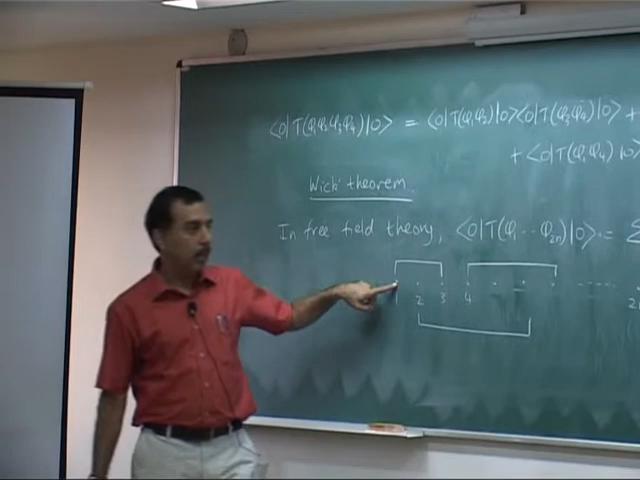 ⟨0|T(φ₁φ₂φ₃φ₄)|0⟩ = ⟨0|T(φ₁φ₂)|0⟩⟨0|T(φ₃φ₄)|0⟩ +
+ ⟨0|T(φ₁φ₄)|0⟩
Wick theorem
In free field theory, ⟨0|T(φ₁ ⋯ φ₂ₙ)|0⟩ = Σ
2 3 4 ----- 2